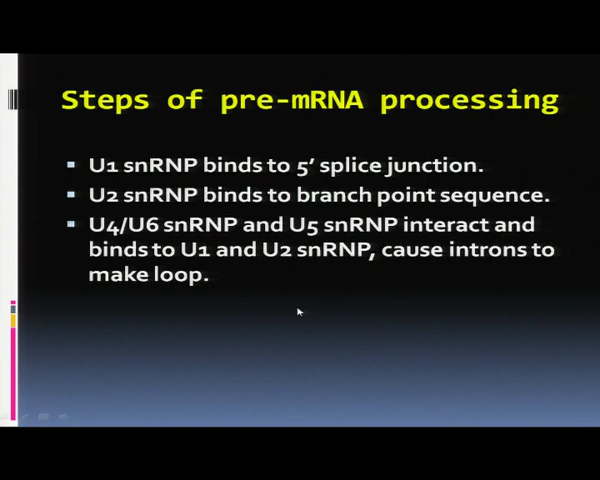 Steps of pre-mRNA processing
U1 snRNP binds to 5' splice junction.
U2 snRNP binds to branch point sequence.
U4/U6 snRNP and U5 snRNP interact and
binds to U1 and U2 snRNP, cause introns to
make loop.